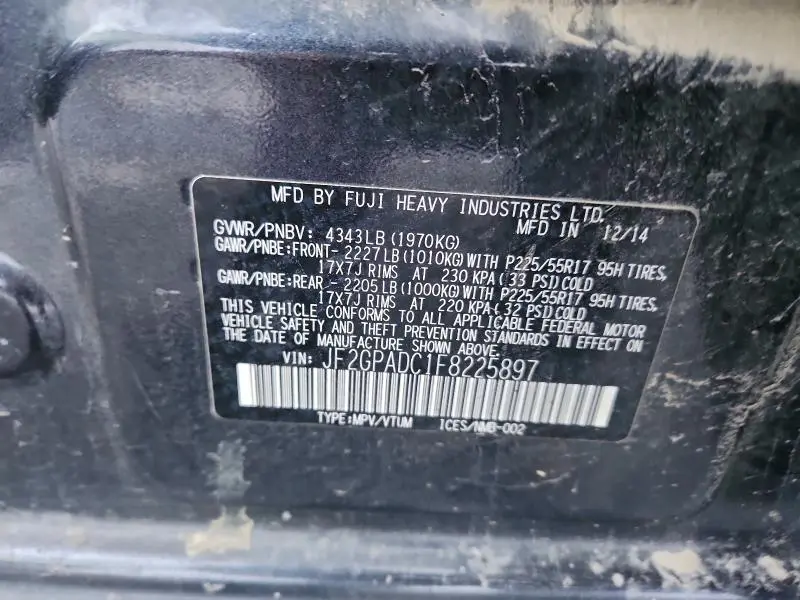 MFD BY FUJI HEAVY INDUSTRIES LTD.
MFD IN 12/14
GVWR/PNBV: 4343LB (1970KG)
GAWR/PNBE:FRONT- 2227LB (1010KG) WITH P225/55R17 95H TIRES,
17X7J RIMS AT 230 KPA (33 PSI) COLD
GAWR/PNBE:REAR - 2205LB (1000KG) WITH P225/55R17 95H TIRES,
17X7J RIMS AT 220 KPA (32 PSI) COLD
THIS VEHICLE CONFORMS TO ALL APPLICABLE FEDERAL MOTOR
VEHICLE SAFETY AND THEFT PREVENTION STANDARDS IN EFFECT ON
THE DATE OF MANUFACTURE SHOWN ABOVE.
VIN: JF2GPADC1F8225897
TYPE:MPV/VTUM ICES/NMB-002